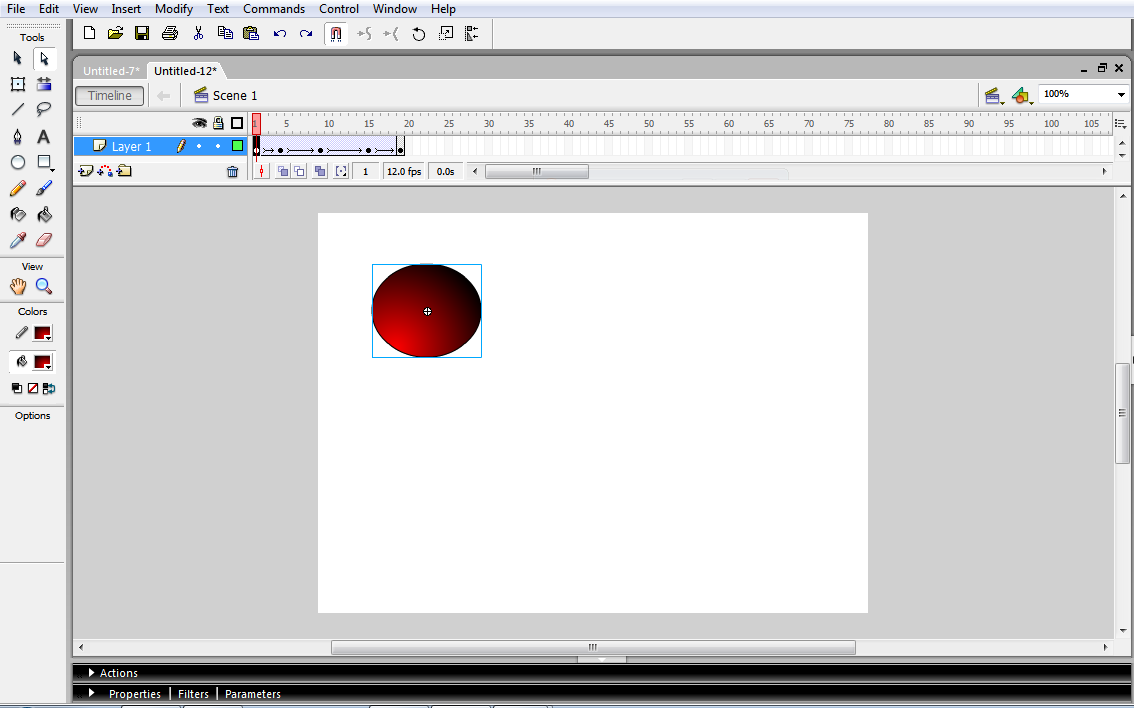 File Edit View Insert Modify Text Commands Control Window Help
Tools
Untitled-7* Untitled-12*
Timeline Scene 1 100%
1 5 10 15 20 25 30 35 40 45 50 55 60 65 70 75 80 85 90 95 100 105
Layer 1
1 12.0 fps 0.0s
A
View
Colors
Options
Actions
Properties Filters Parameters